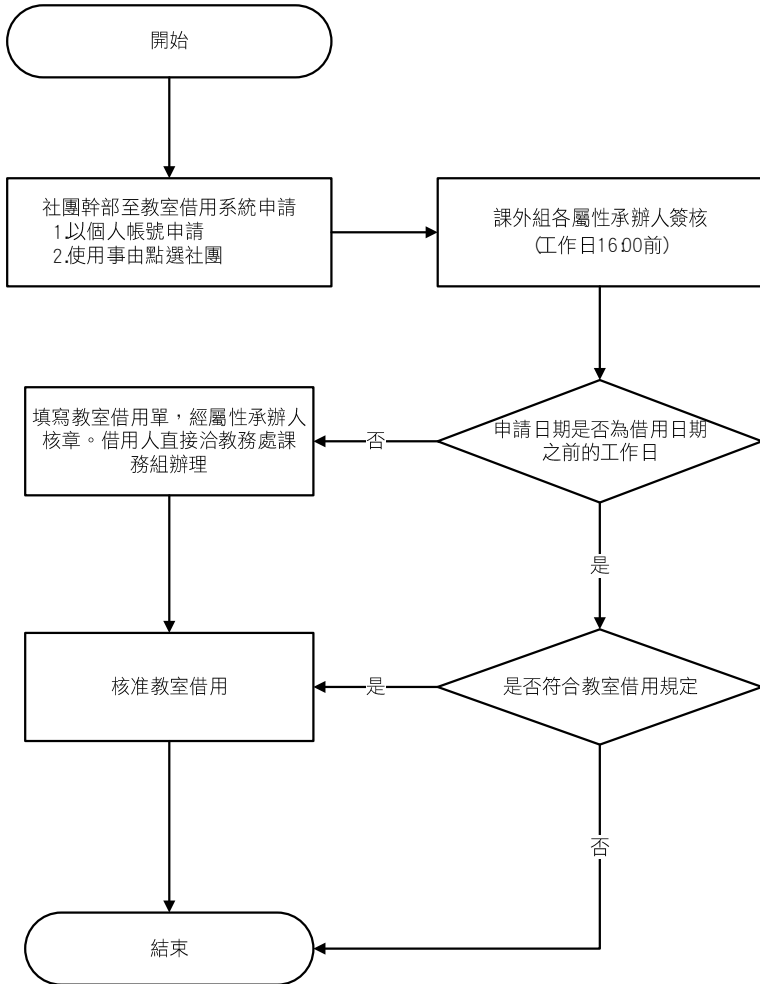 開始
社團幹部至教室借用系統申請
1.以個人帳號申請
2.使用事由點選社團
課外組各屬性承辦人簽核
(工作日16:00前)
填寫教室借用單，經屬性承辦人
核章。借用人直接洽教務處課
務組辦理
否
申請日期是否為借用日期
之前的工作日
是
核准教室借用
是
是否符合教室借用規定
否
結束